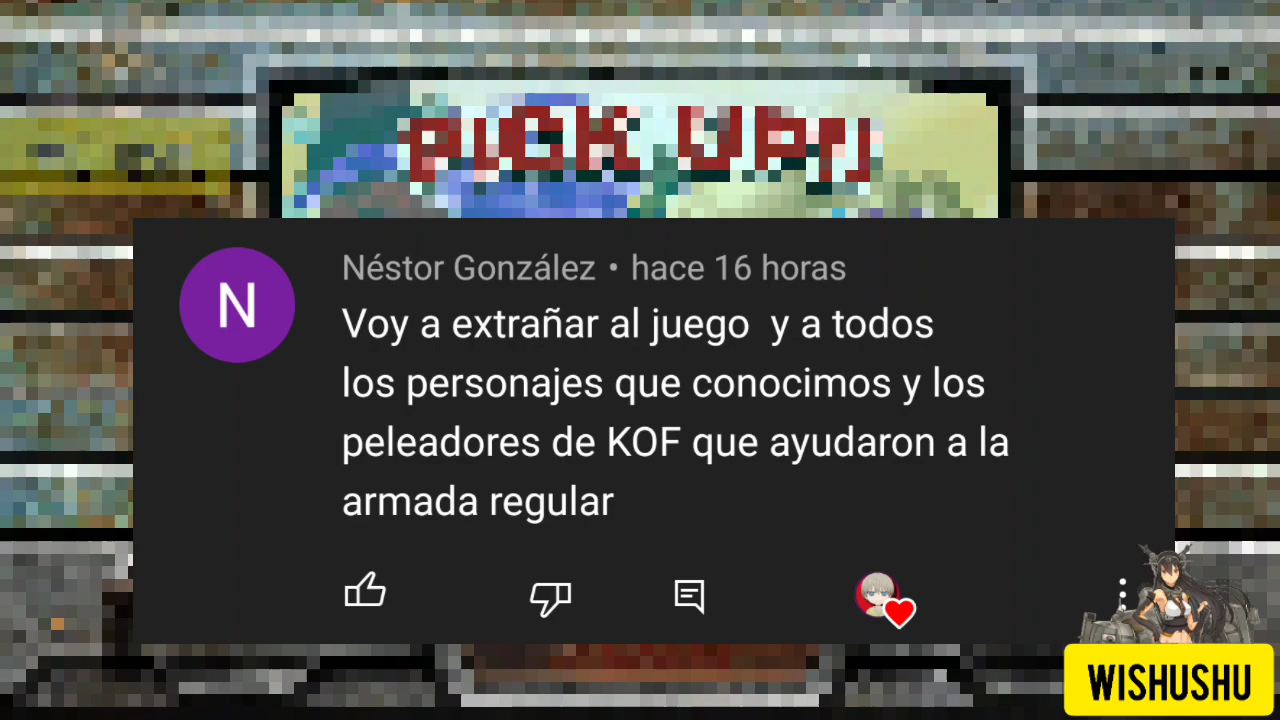 PICK UP!!
N
Néstor González • hace 16 horas
Voy a extrañar al juego y a todos
los personajes que conocimos y los
peleadores de KOF que ayudaron a la
armada regular
WISHUSHU